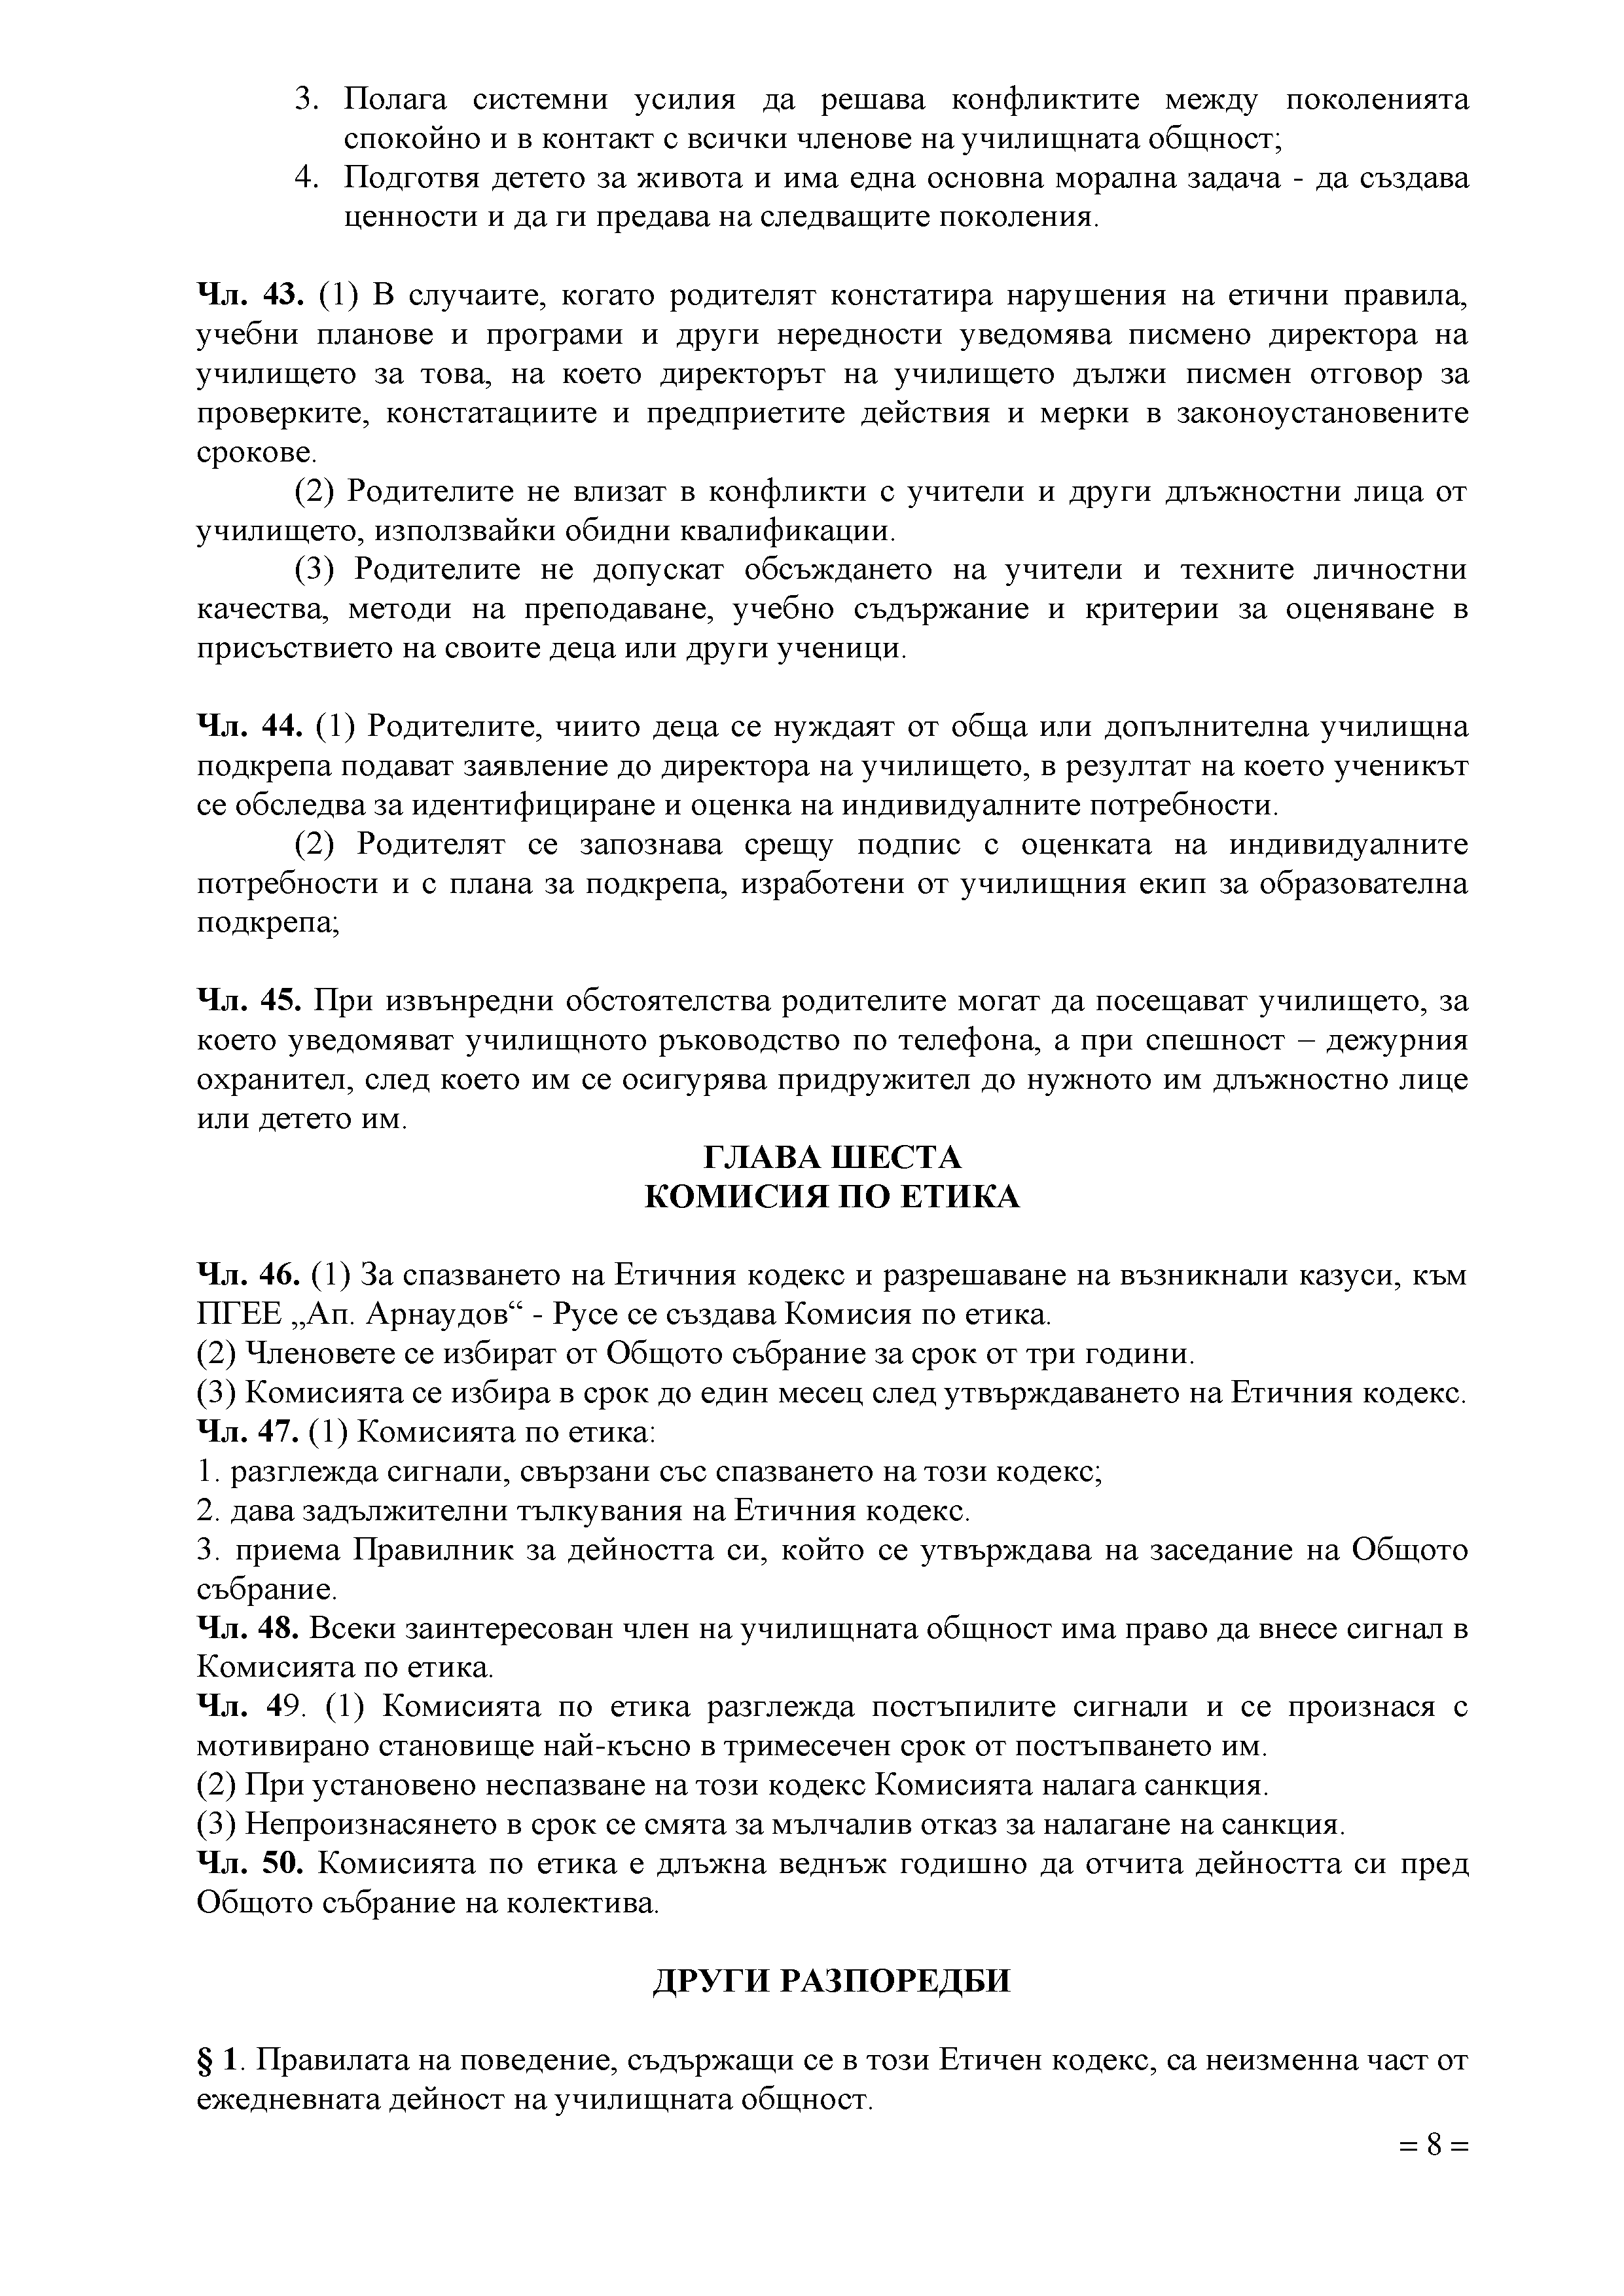 3. Полага системни усилия да решава конфликтите между поколенията
спокойно и в контакт с всички членове на училищната общност;
4. Подготвя детето за живота и има една основна морална задача - да създава
ценности и да ги предава на следващите поколения.
Чл. 43. (1) В случаите, когато родителят констатира нарушения на етични правила,
учебни планове и програми и други нередности уведомява писмено директора на
училището за това, на което директорът на училището дължи писмен отговор за
проверките, констатациите и предприетите действия и мерки в законоустановените
срокове.
(2) Родителите не влизат в конфликти с учители и други длъжностни лица от
училището, използвайки обидни квалификации.
(3) Родителите не допускат обсъждането на учители и техните личностни
качества, методи на преподаване, учебно съдържание и критерии за оценяване в
присъствието на своите деца или други ученици.
Чл. 44. (1) Родителите, чиито деца се нуждаят от обща или допълнителна училищна
подкрепа подават заявление до директора на училището, в резултат на което ученикът
се обследва за идентифициране и оценка на индивидуалните потребности.
(2) Родителят се запознава срещу подпис с оценката на индивидуалните
потребности и с плана за подкрепа, изработени от училищния екип за образователна
подкрепа;
Чл. 45. При извънредни обстоятелства родителите могат да посещават училището, за
което уведомяват училищното ръководство по телефона, а при спешност – дежурния
охранител, след което им се осигурява придружител до нужното им длъжностно лице
или детето им.
ГЛАВА ШЕСТА
КОМИСИЯ ПО ЕТИКА
Чл. 46. (1) За спазването на Етичния кодекс и разрешаване на възникнали казуси, към
ПГЕЕ „Ап. Арнаудов“ - Русе се създава Комисия по етика.
(2) Членовете се избират от Общото събрание за срок от три години.
(3) Комисията се избира в срок до един месец след утвърждаването на Етичния кодекс.
Чл. 47. (1) Комисията по етика:
1. разглежда сигнали, свързани със спазването на този кодекс;
2. дава задължителни тълкувания на Етичния кодекс.
3. приема Правилник за дейността си, който се утвърждава на заседание на Общото
събрание.
Чл. 48. Всеки заинтересован член на училищната общност има право да внесе сигнал в
Комисията по етика.
Чл. 49. (1) Комисията по етика разглежда постъпилите сигнали и се произнася с
мотивирано становище най-късно в тримесечен срок от постъпването им.
(2) При установено неспазване на този кодекс Комисията налага санкция.
(3) Непроизнасянето в срок се смята за мълчалив отказ за налагане на санкция.
Чл. 50. Комисията по етика е длъжна веднъж годишно да отчита дейността си пред
Общото събрание на колектива.
ДРУГИ РАЗПОРЕДБИ
§ 1. Правилата на поведение, съдържащи се в този Етичен кодекс, са неизменна част от
ежедневната дейност на училищната общност.
= 8 =